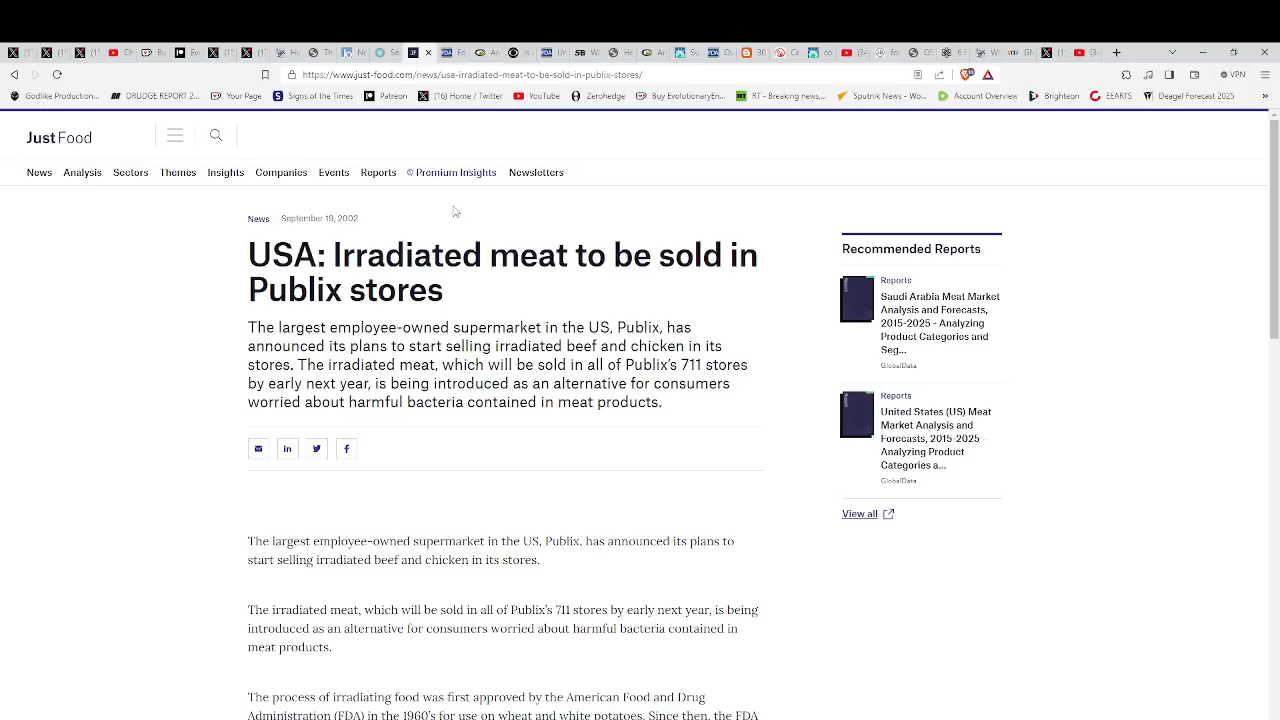 https://www.just-food.com/news/usa-irradiated-meat-to-be-sold-in-publix-stores/
VPN
Godlike Production...
DRUDGE REPORT 2...
Your Page
Signs of the Times
Patreon
(16) Home / Twitter
YouTube
Zerohedge
Buy EvolutionaryEn...
RT - Breaking news,...
Sputnik News - Wo...
Account Overview
Brighteon
EEARTS
Deagel Forecast 2025
Just Food
News
Analysis
Sectors
Themes
Insights
Companies
Events
Reports
Premium Insights
Newsletters
News September 19, 2002
USA: Irradiated meat to be sold in
Publix stores
The largest employee-owned supermarket in the US, Publix, has
announced its plans to start selling irradiated beef and chicken in its
stores. The irradiated meat, which will be sold in all of Publix's 711 stores
by early next year, is being introduced as an alternative for consumers
worried about harmful bacteria contained in meat products.
The largest employee-owned supermarket in the US, Publix, has announced its plans to
start selling irradiated beef and chicken in its stores.
The irradiated meat, which will be sold in all of Publix's 711 stores by early next year, is being
introduced as an alternative for consumers worried about harmful bacteria contained in
meat products.
The process of irradiating food was first approved by the American Food and Drug
Administration (FDA) in the 1960's for use on wheat and white potatoes. Since then, the FDA
Recommended Reports
Reports
Saudi Arabia Meat Market
Analysis and Forecasts,
2015-2025 - Analyzing
Product Categories and
Seg...
GlobalData
Reports
United States (US) Meat
Market Analysis and
Forecasts, 2015-2025 -
Analyzing Product
Categories a...
GlobalData
View all